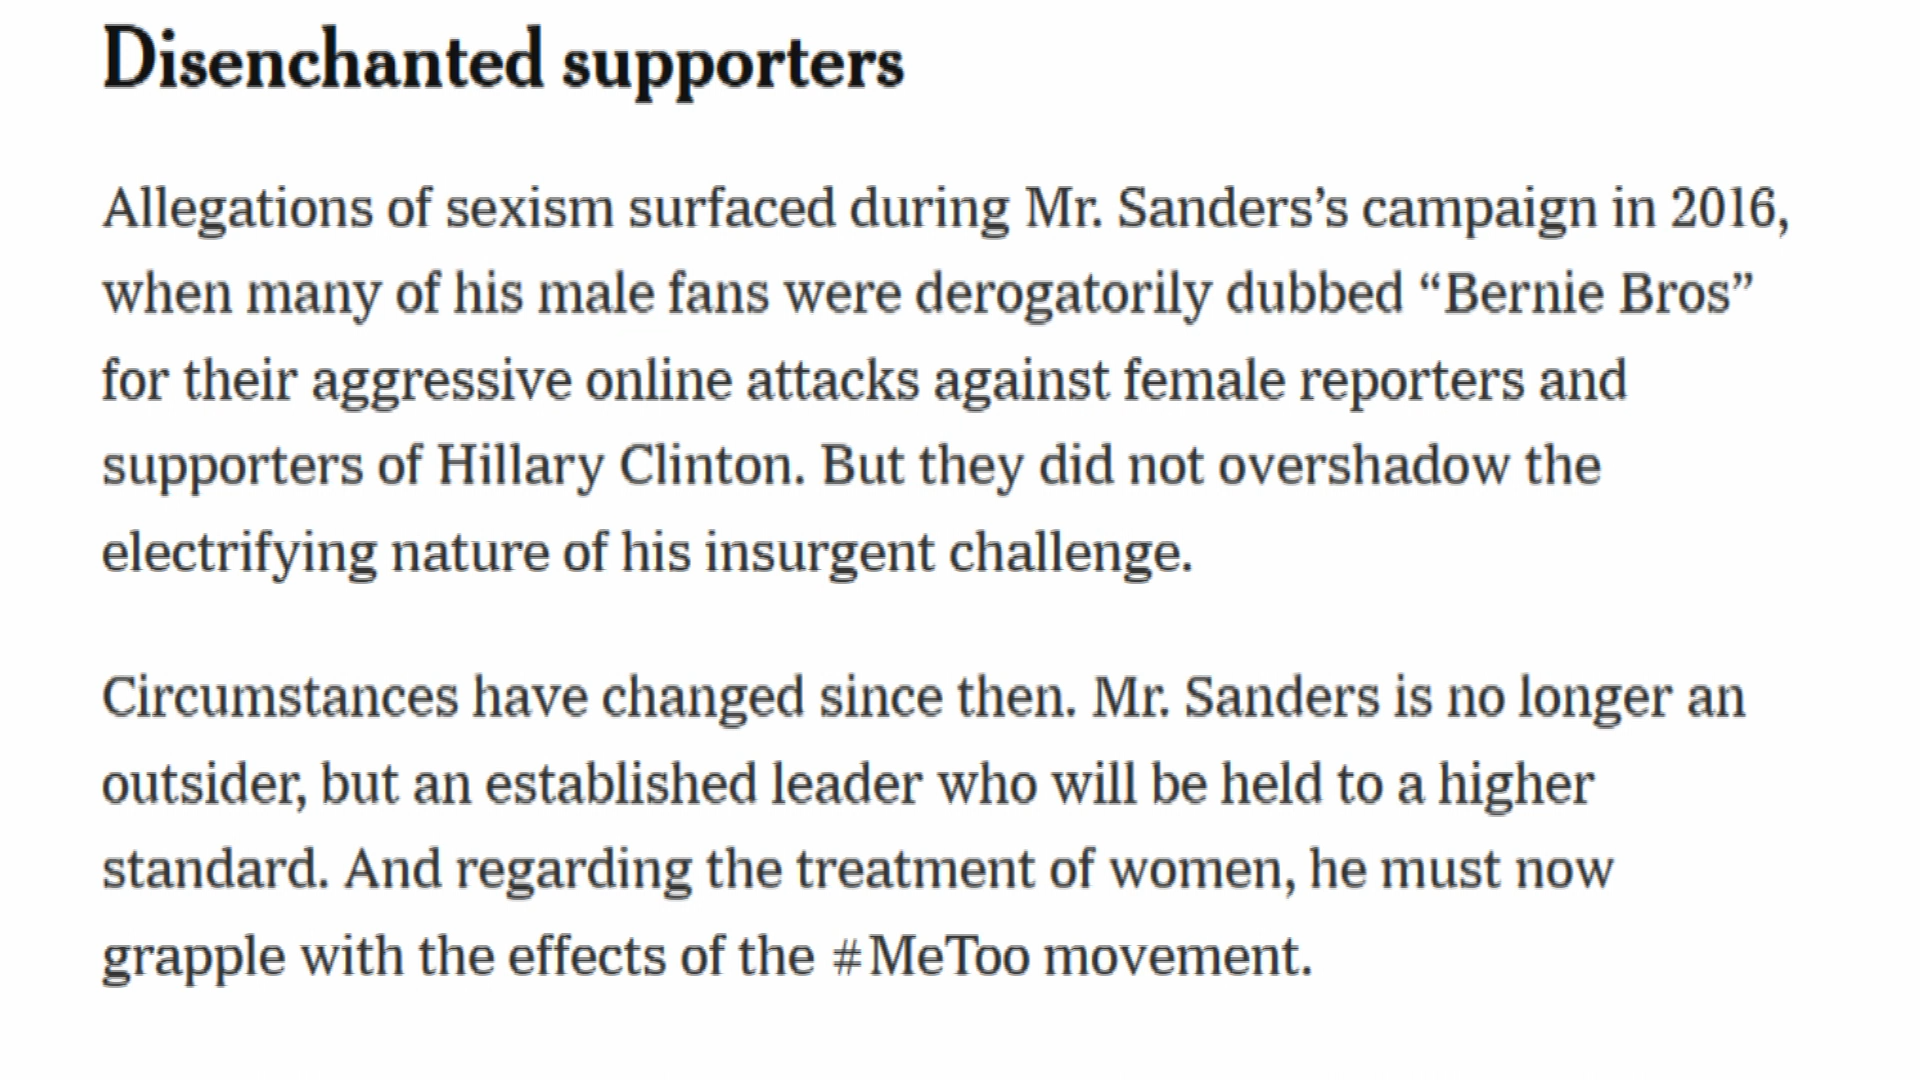 Disenchanted supporters
Allegations of sexism surfaced during Mr. Sanders’s campaign in 2016,
when many of his male fans were derogatorily dubbed “Bernie Bros”
for their aggressive online attacks against female reporters and
supporters of Hillary Clinton. But they did not overshadow the
electrifying nature of his insurgent challenge.
Circumstances have changed since then. Mr. Sanders is no longer an
outsider, but an established leader who will be held to a higher
standard. And regarding the treatment of women, he must now
grapple with the effects of the #MeToo movement.